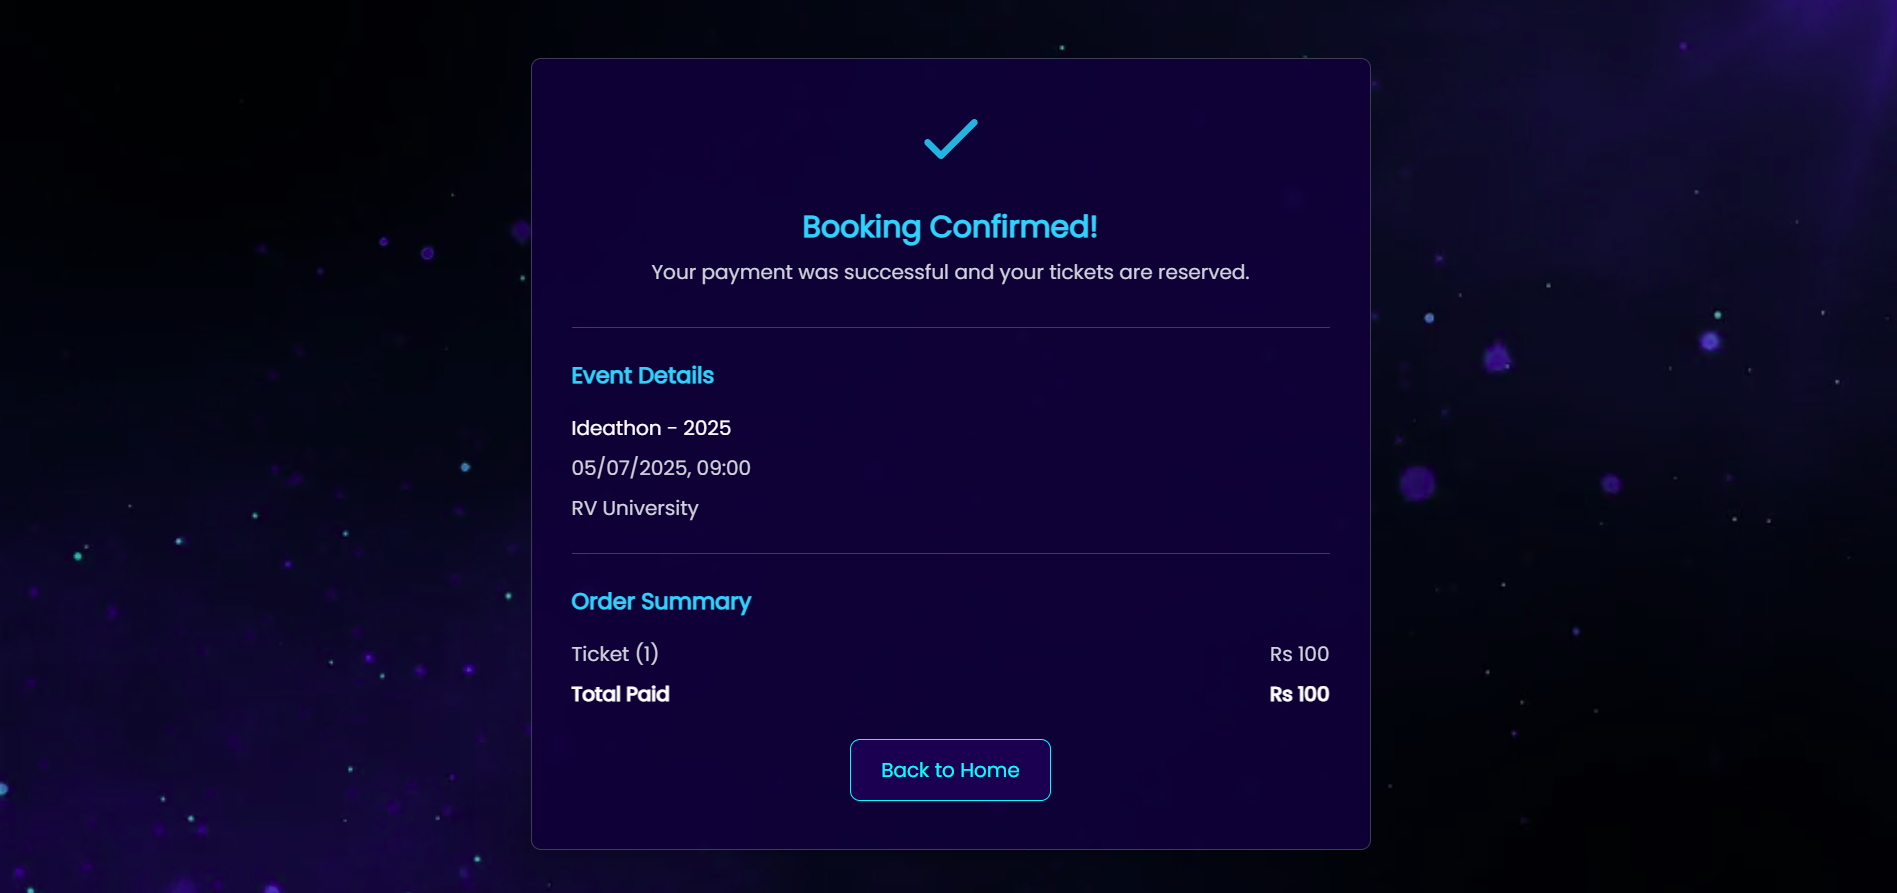 Booking Confirmed!
Your payment was successful and your tickets are reserved.
Event Details
Ideathon - 2025
05/07/2025, 09:00
RV University
Order Summary
Ticket (1) Rs 100
Total Paid Rs 100
Back to Home